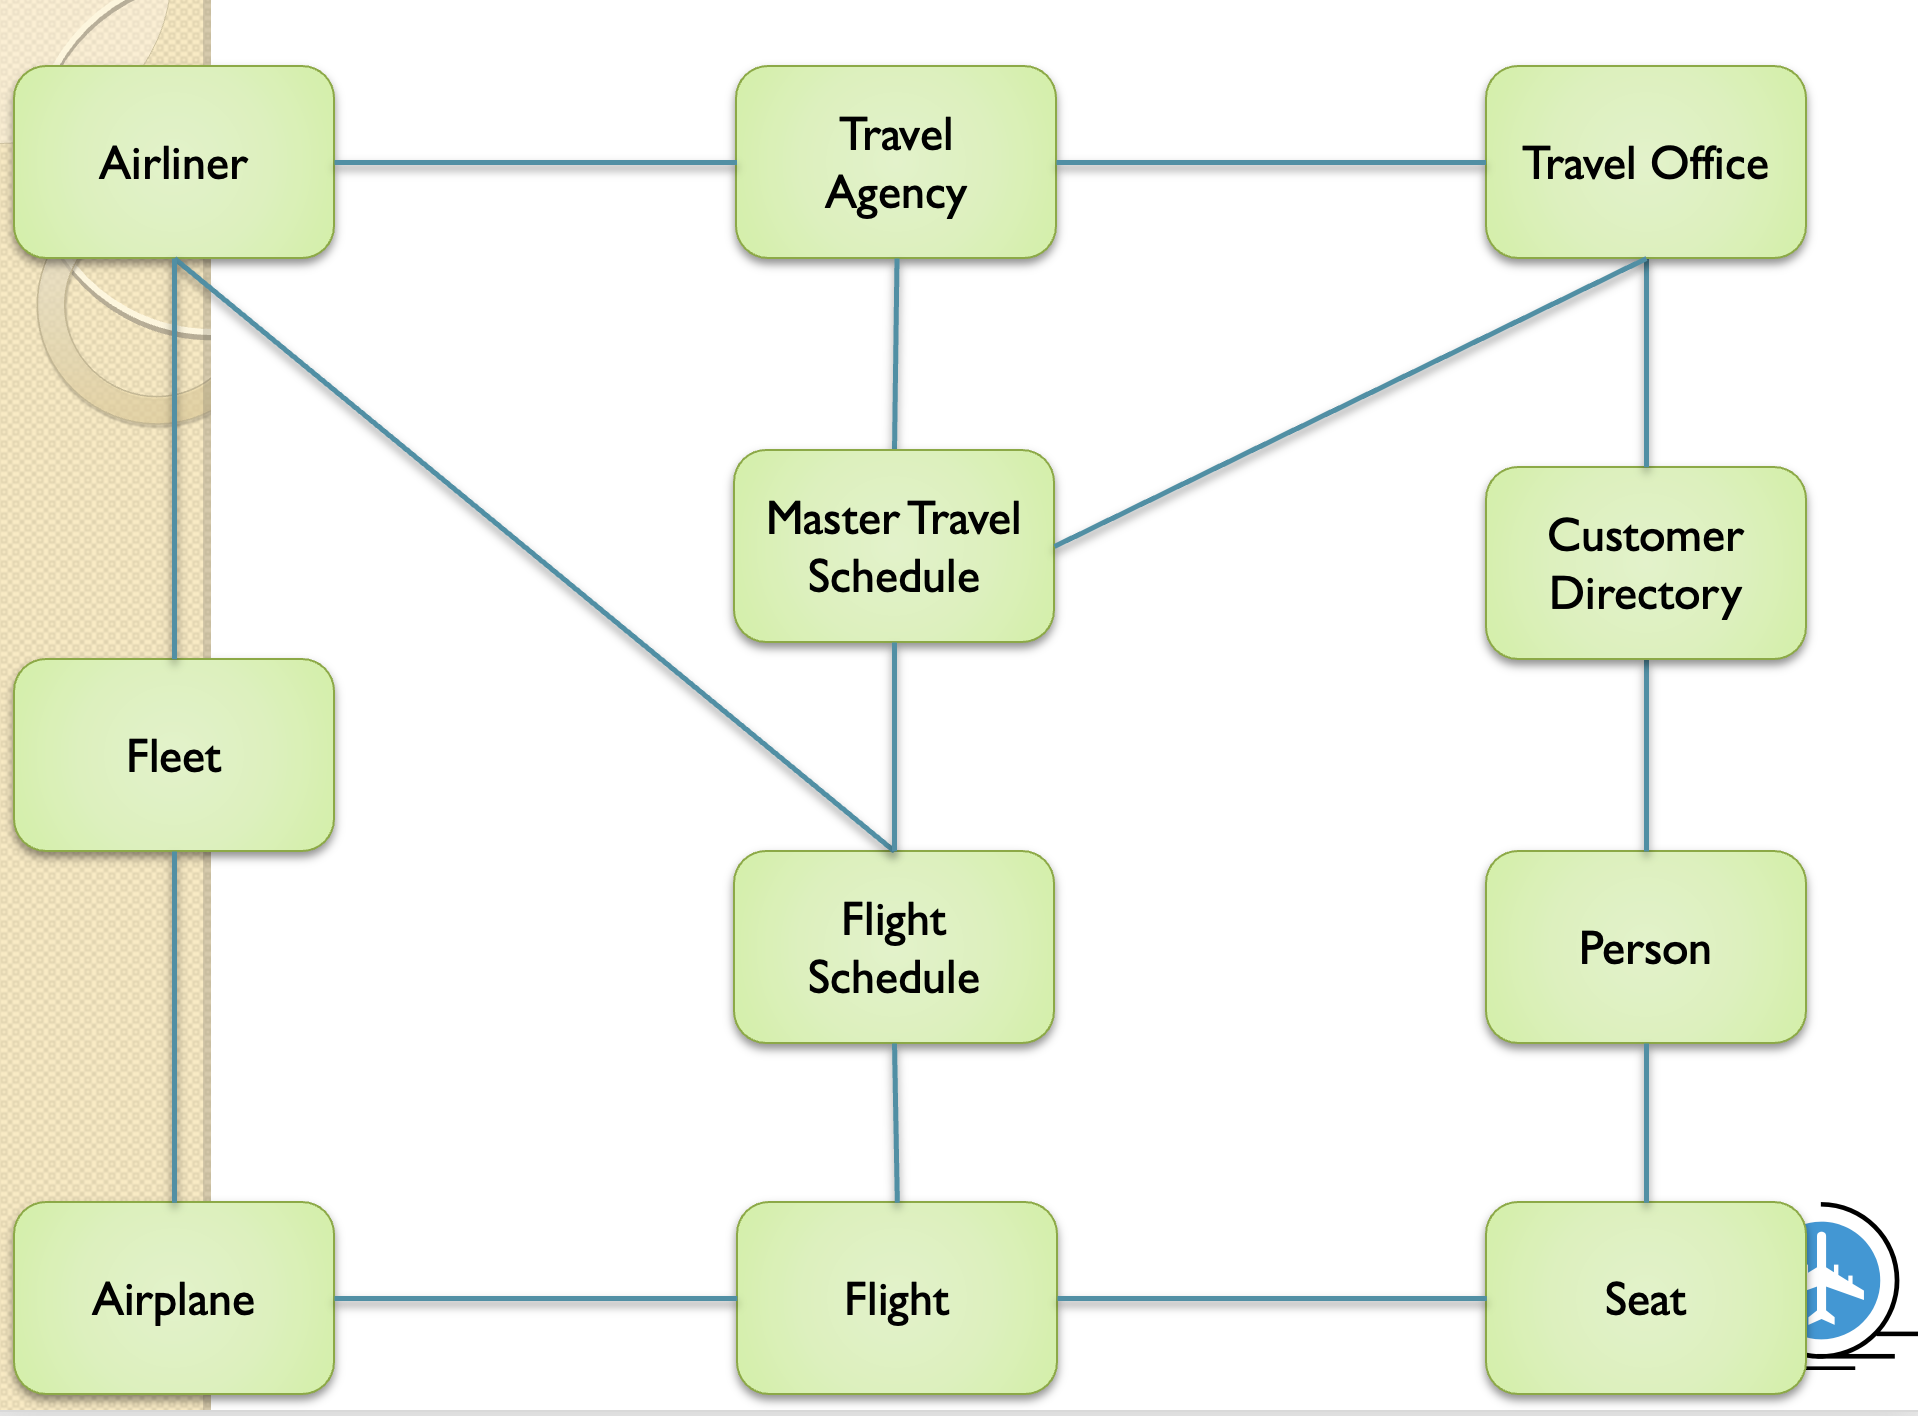 Airliner
Travel
Agency
Travel Office
Master Travel
Schedule
Customer
Directory
Fleet
Flight
Schedule
Person
Airplane
Flight
Seat